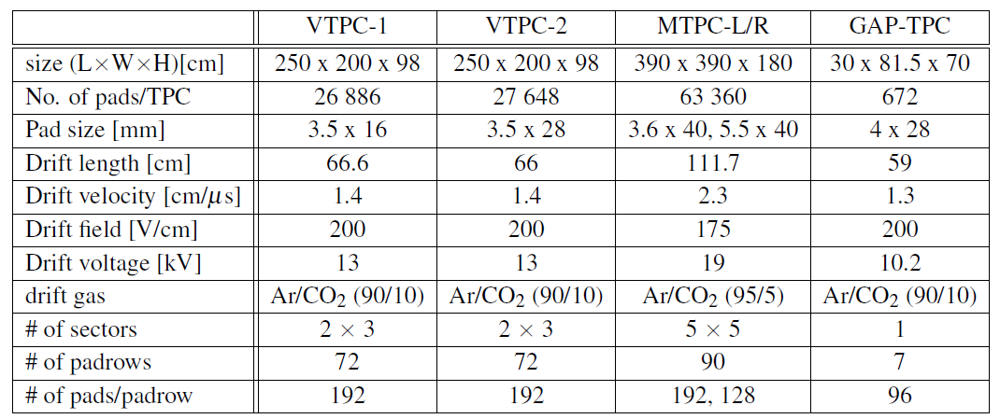 VTPC-1 VTPC-2 MTPC-L/R GAP-TPC
size (L×W×H)[cm] 250 x 200 x 98 250 x 200 x 98 390 x 390 x 180 30 x 81.5 x 70
No. of pads/TPC 26 886 27 648 63 360 672
Pad size [mm] 3.5 x 16 3.5 x 28 3.6 x 40, 5.5 x 40 4 x 28
Drift length [cm] 66.6 66 111.7 59
Drift velocity [cm/μs] 1.4 1.4 2.3 1.3
Drift field [V/cm] 200 200 175 200
Drift voltage [kV] 13 13 19 10.2
drift gas Ar/CO₂ (90/10) Ar/CO₂ (90/10) Ar/CO₂ (95/5) Ar/CO₂ (90/10)
# of sectors 2 × 3 2 × 3 5 × 5 1
# of padrows 72 72 90 7
# of pads/padrow 192 192 192, 128 96